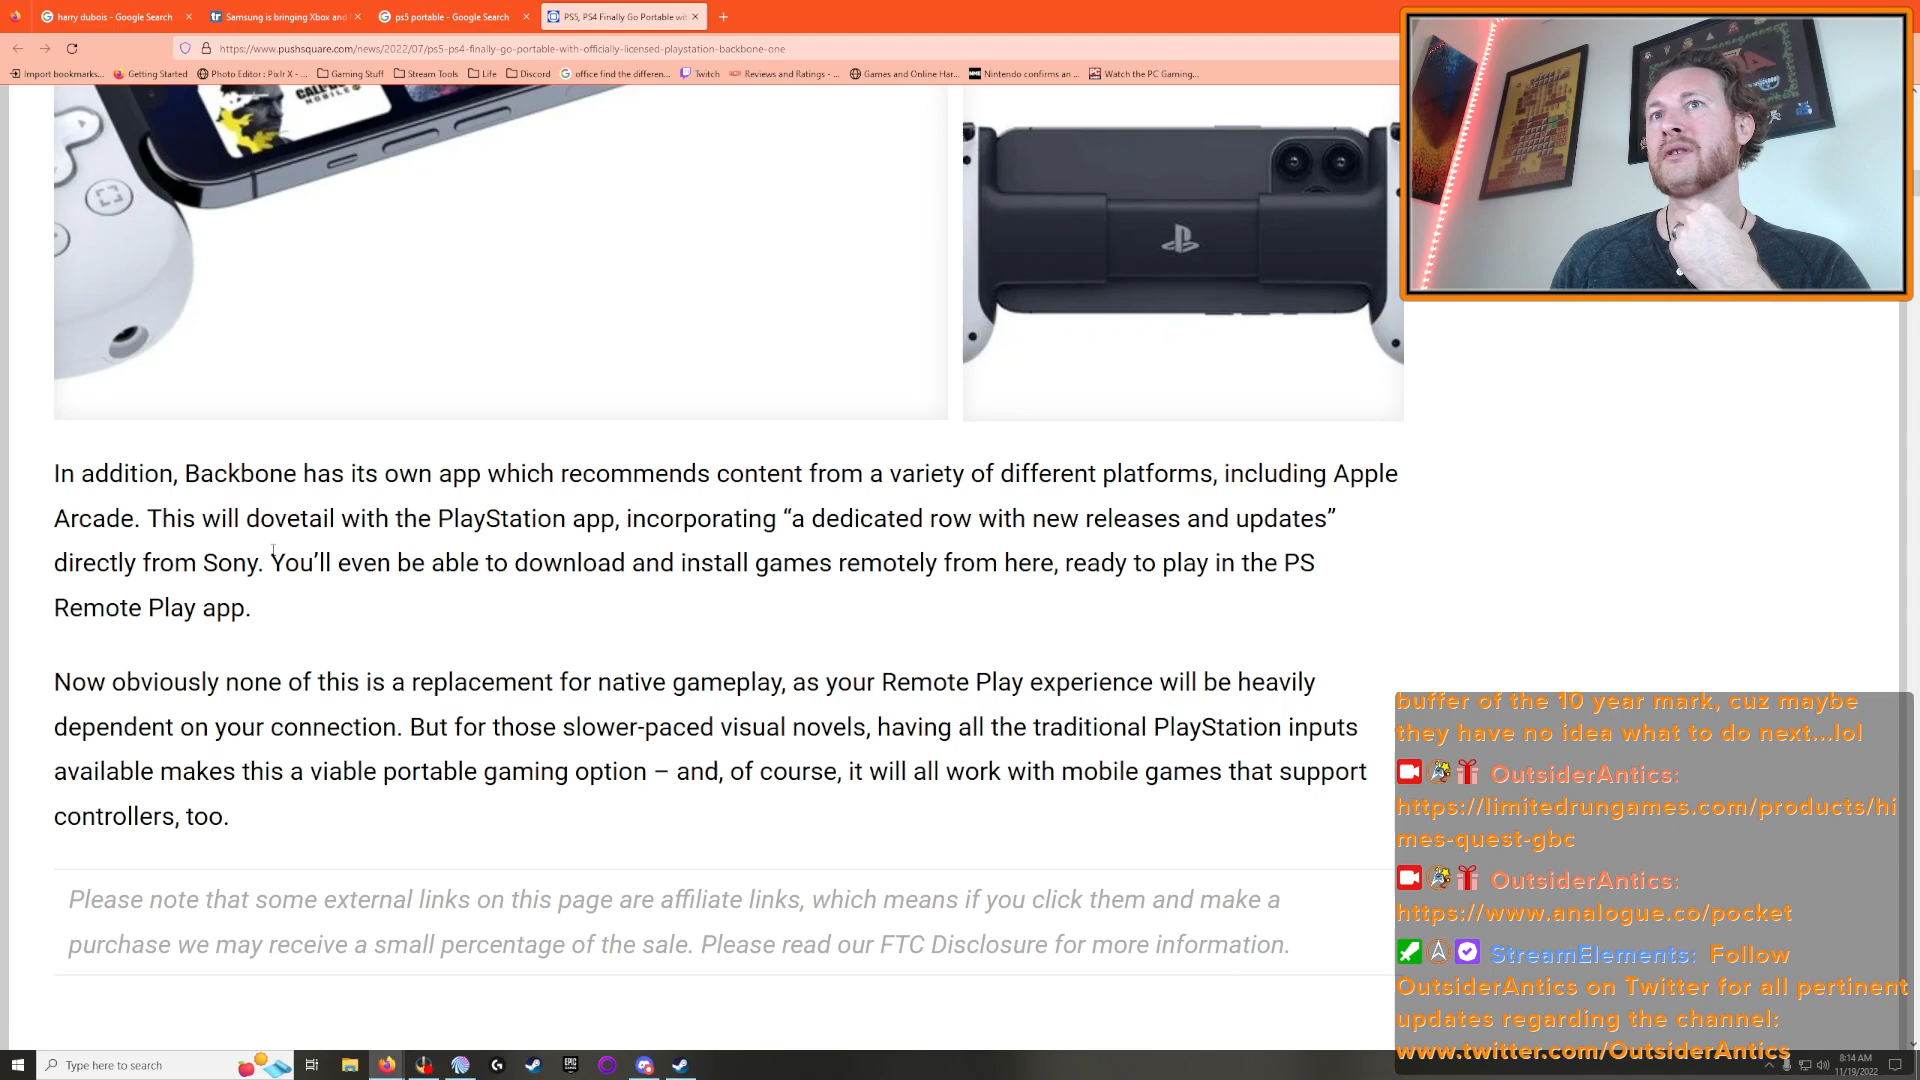 harry dubois - Google Search
Samsung is bringing Xbox and
ps5 portable - Google Search
PS5, PS4 Finally Go Portable wit
https://www.pushsquare.com/news/2022/07/ps5-ps4-finally-go-portable-with-officially-licensed-playstation-backbone-one
Import bookmarks...
Getting Started
Photo Editor : Pixlr X - ...
Gaming Stuff
Stream Tools
Life
Discord
office find the differen...
Twitch
Reviews and Ratings - ...
Games and Online Har...
Nintendo confirms an ...
Watch the PC Gaming...
CALL OF DUTY
MOBILE
In addition, Backbone has its own app which recommends content from a variety of different platforms, including Apple
Arcade. This will dovetail with the PlayStation app, incorporating “a dedicated row with new releases and updates”
directly from Sony. You’ll even be able to download and install games remotely from here, ready to play in the PS
Remote Play app.
Now obviously none of this is a replacement for native gameplay, as your Remote Play experience will be heavily
dependent on your connection. But for those slower-paced visual novels, having all the traditional PlayStation inputs
available makes this a viable portable gaming option – and, of course, it will all work with mobile games that support
controllers, too.
Please note that some external links on this page are affiliate links, which means if you click them and make a
purchase we may receive a small percentage of the sale. Please read our FTC Disclosure for more information.
buffer of the 10 year mark, cuz maybe
they have no idea what to do next...lol
OutsiderAntics:
https://limitedrungames.com/products/hi
mes-quest-gbc
OutsiderAntics:
https://www.analogue.co/pocket
StreamElements: Follow
OutsiderAntics on Twitter for all pertinent
updates regarding the channel:
www.twitter.com/OutsiderAntics
Type here to search
8:14 AM
11/19/2022